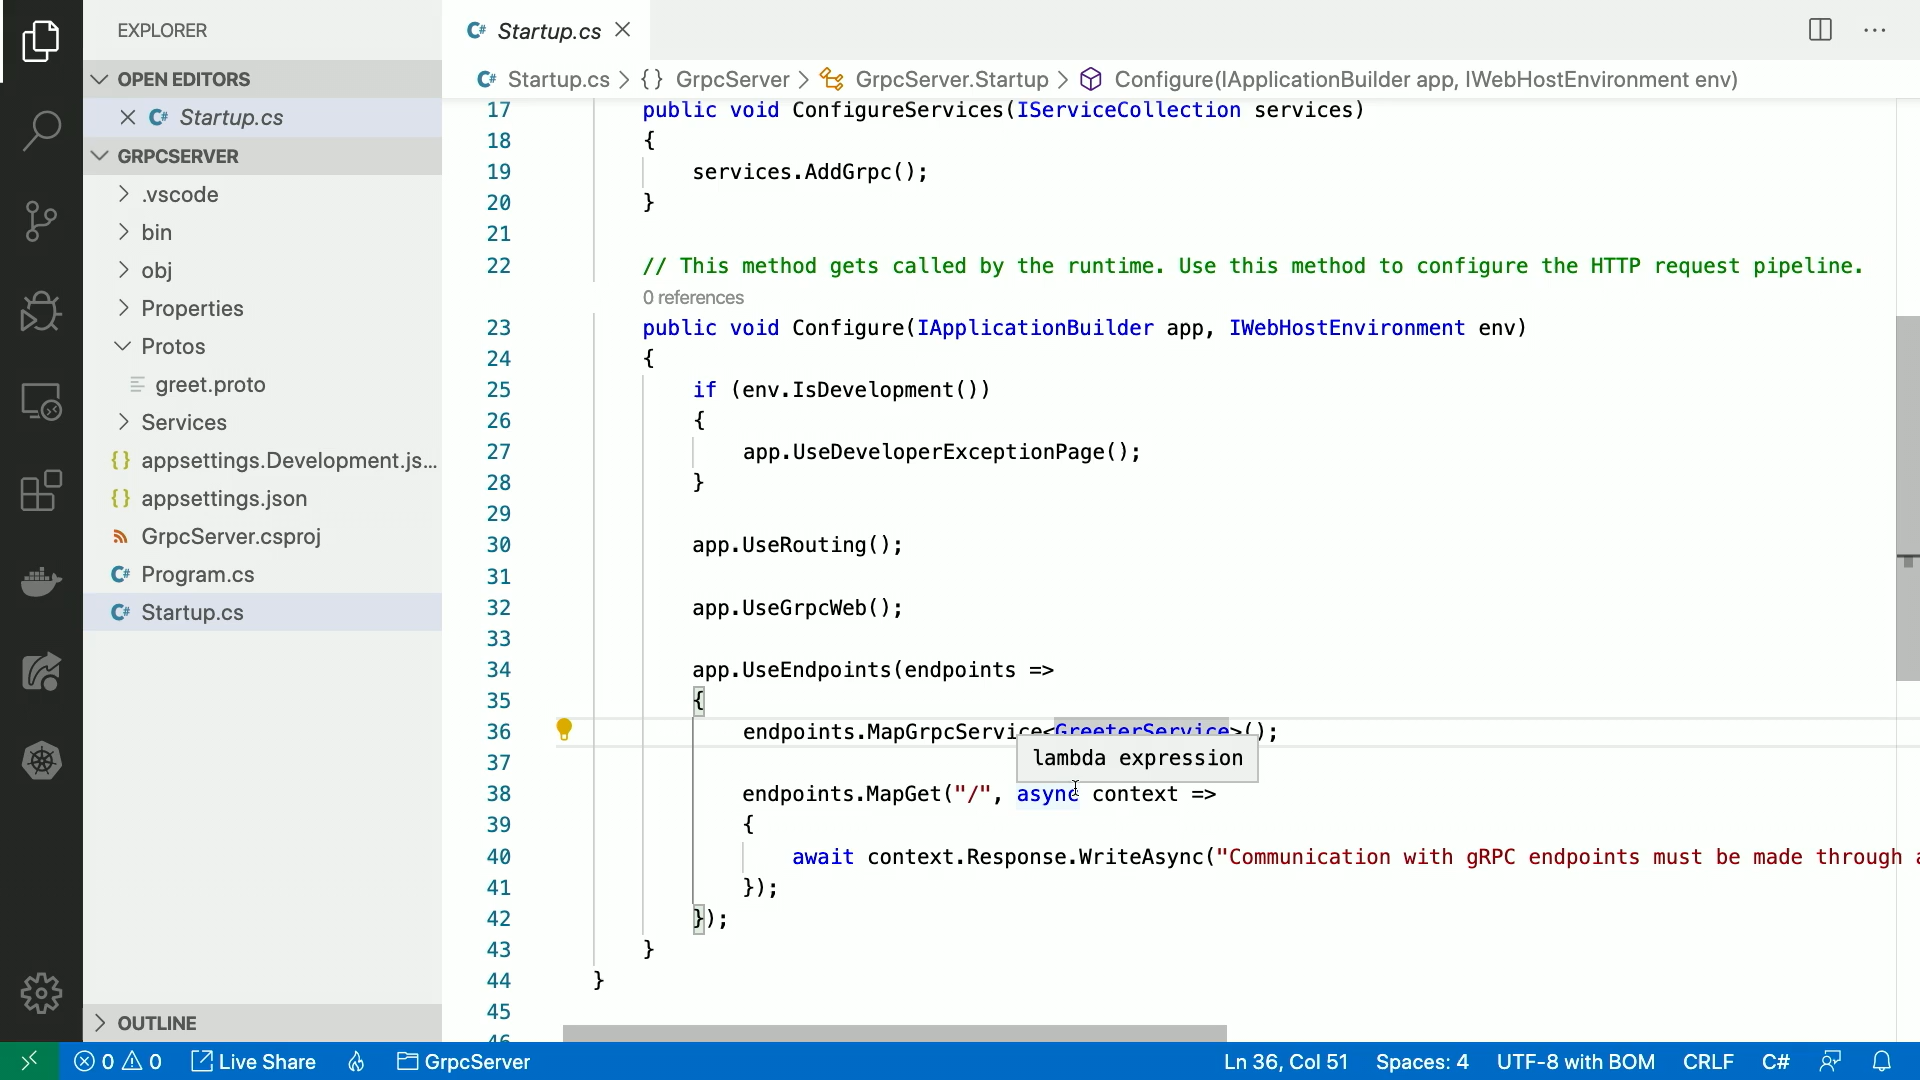 EXPLORER
OPEN EDITORS
Startup.cs
GRPCSERVER
.vscode
bin
obj
Properties
Protos
greet.proto
Services
{} appsettings.Development.js...
{} appsettings.json
GrpcServer.csproj
C# Program.cs
C# Startup.cs
OUTLINE
C# Startup.cs
C# Startup.cs > {} GrpcServer > GrpcServer.Startup > Configure(IApplicationBuilder app, IWebHostEnvironment env)
17 public void ConfigureServices(IServiceCollection services)
18 {
19 services.AddGrpc();
20 }
21
22 // This method gets called by the runtime. Use this method to configure the HTTP request pipeline.
0 references
23 public void Configure(IApplicationBuilder app, IWebHostEnvironment env)
24 {
25 if (env.IsDevelopment())
26 {
27 app.UseDeveloperExceptionPage();
28 }
29
30 app.UseRouting();
31
32 app.UseGrpcWeb();
33
34 app.UseEndpoints(endpoints =>
35 {
36 endpoints.MapGrpcService<GreeterService>();
lambda expression
37
38 endpoints.MapGet("/", async context =>
39 {
40 await context.Response.WriteAsync("Communication with gRPC endpoints must be made through
41 });
42 });
43 }
44 }
45
46
0 0 Live Share GrpcServer Ln 36, Col 51 Spaces: 4 UTF-8 with BOM CRLF C#